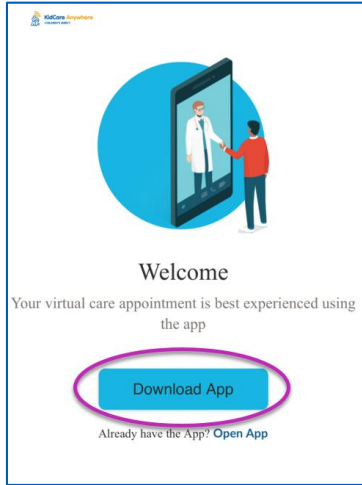 KidCare Anywhere
Welcome
Your virtual care appointment is best experienced using
the app
Download App
Already have the App? Open App